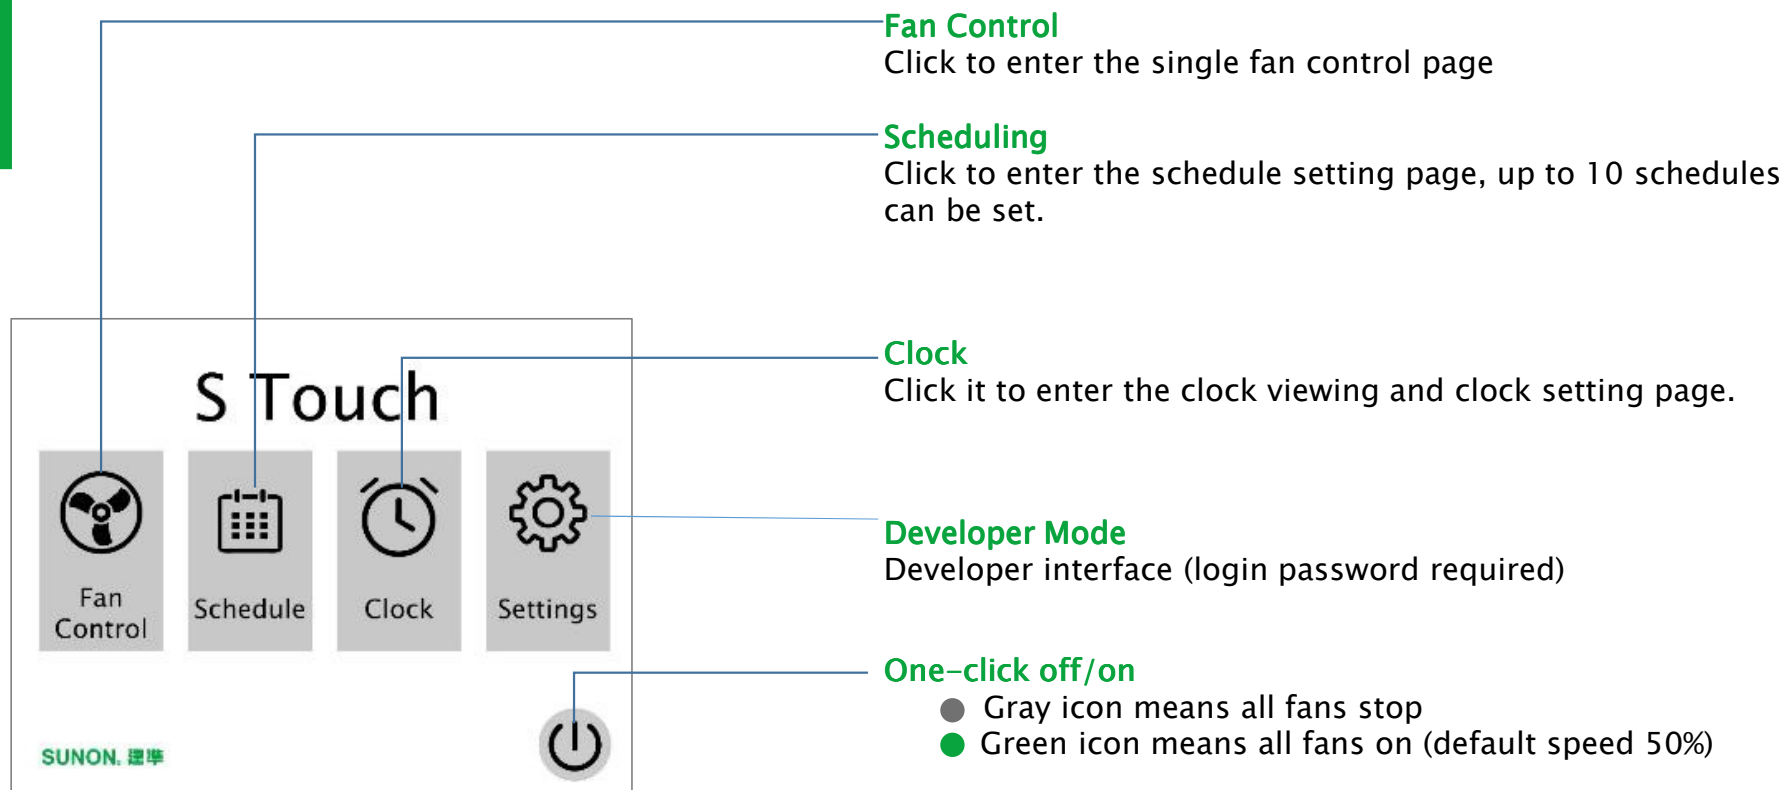 Fan Control
Click to enter the single fan control page
Scheduling
Click to enter the schedule setting page, up to 10 schedules
can be set.
Clock
Click it to enter the clock viewing and clock setting page.
Developer Mode
Developer interface (login password required)
One-click off/on
Gray icon means all fans stop
Green icon means all fans on (default speed 50%)
S Touch
Fan
Control
Schedule
Clock
Settings
SUNON. 建準